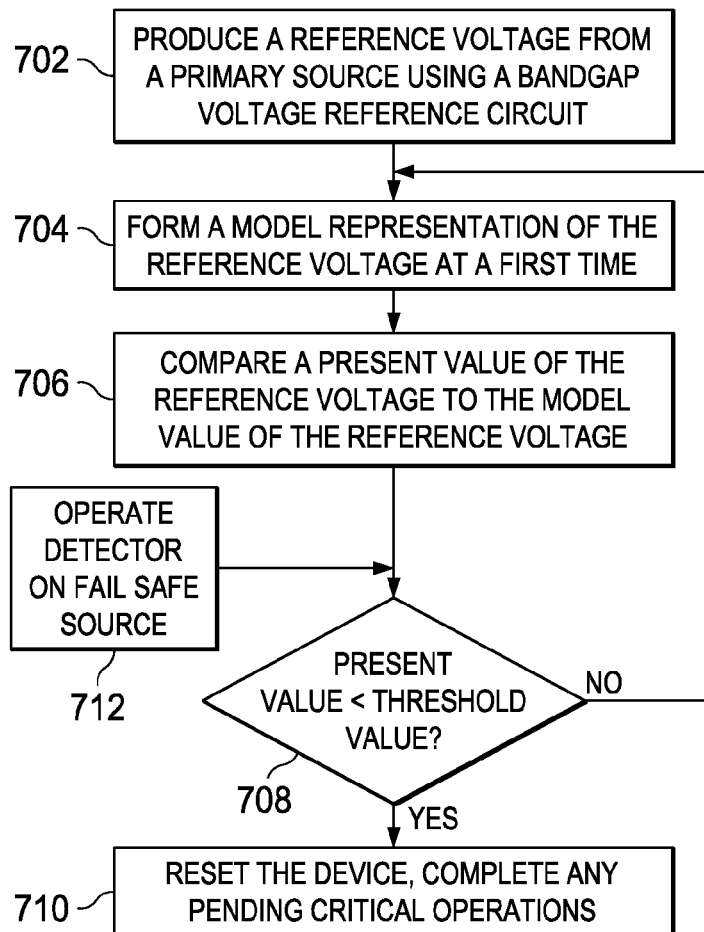 702
PRODUCE A REFERENCE VOLTAGE FROM
A PRIMARY SOURCE USING A BANDGAP
VOLTAGE REFERENCE CIRCUIT
704
FORM A MODEL REPRESENTATION OF THE
REFERENCE VOLTAGE AT A FIRST TIME
706
COMPARE A PRESENT VALUE OF THE
REFERENCE VOLTAGE TO THE MODEL
VALUE OF THE REFERENCE VOLTAGE
OPERATE
DETECTOR
ON FAIL SAFE
SOURCE
712
PRESENT
VALUE < THRESHOLD
VALUE?
NO
708
YES
710
RESET THE DEVICE, COMPLETE ANY
PENDING CRITICAL OPERATIONS